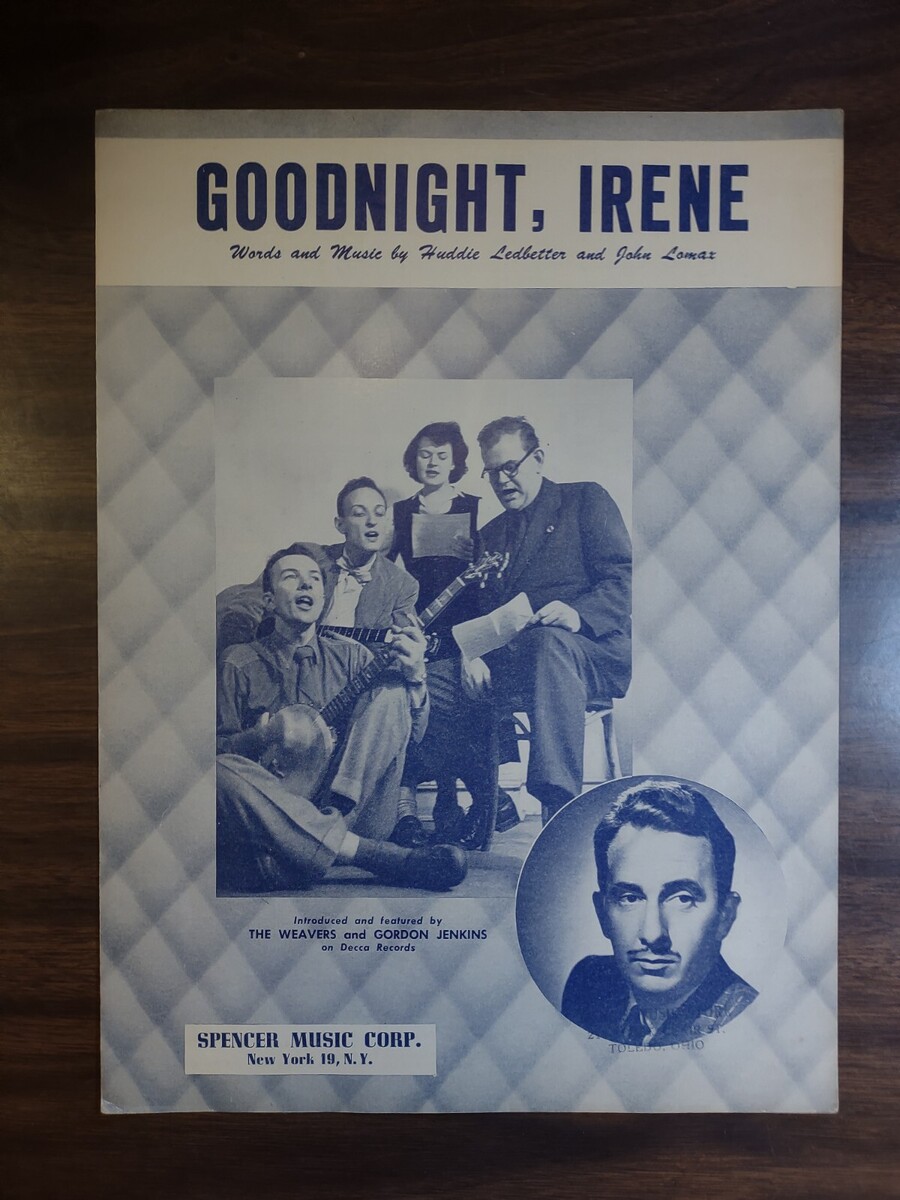 GOODNIGHT, IRENE
Words and Music by Huddie Ledbetter and John Lomax
Introduced and featured by
THE WEAVERS and GORDON JENKINS
on Decca Records
SPENCER MUSIC CORP.
New York 19, N.Y.
ST.
TOLEDO, OHIO